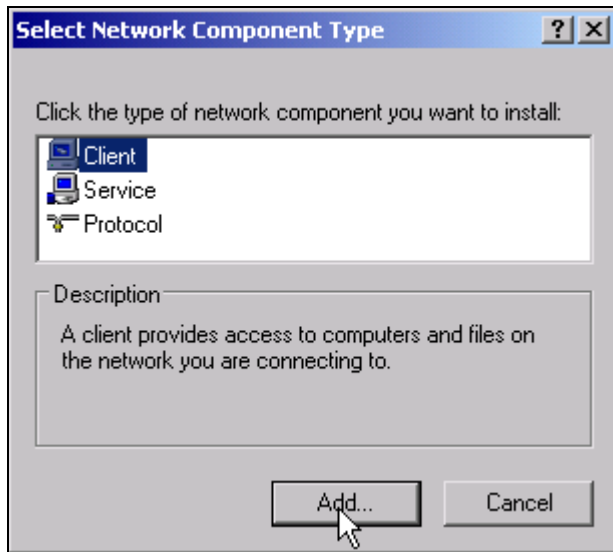 Select Network Component Type
Click the type of network component you want to install:
Client
Service
Protocol
Description
A client provides access to computers and files on
the network you are connecting to.
Add...
Cancel